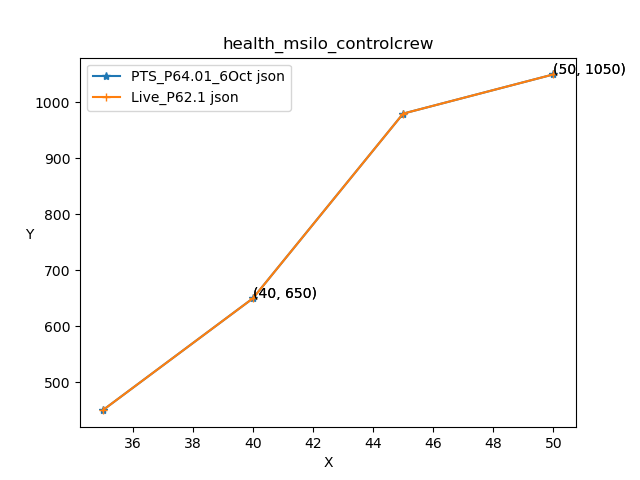 health_msilo_controlcrew
PTS_P64.01_6Oct json
Live_P62.1 json
(50, 1050)
(40, 650)
Y
1000
900
800
700
600
500
36 38 40 42 44 46 48 50
X